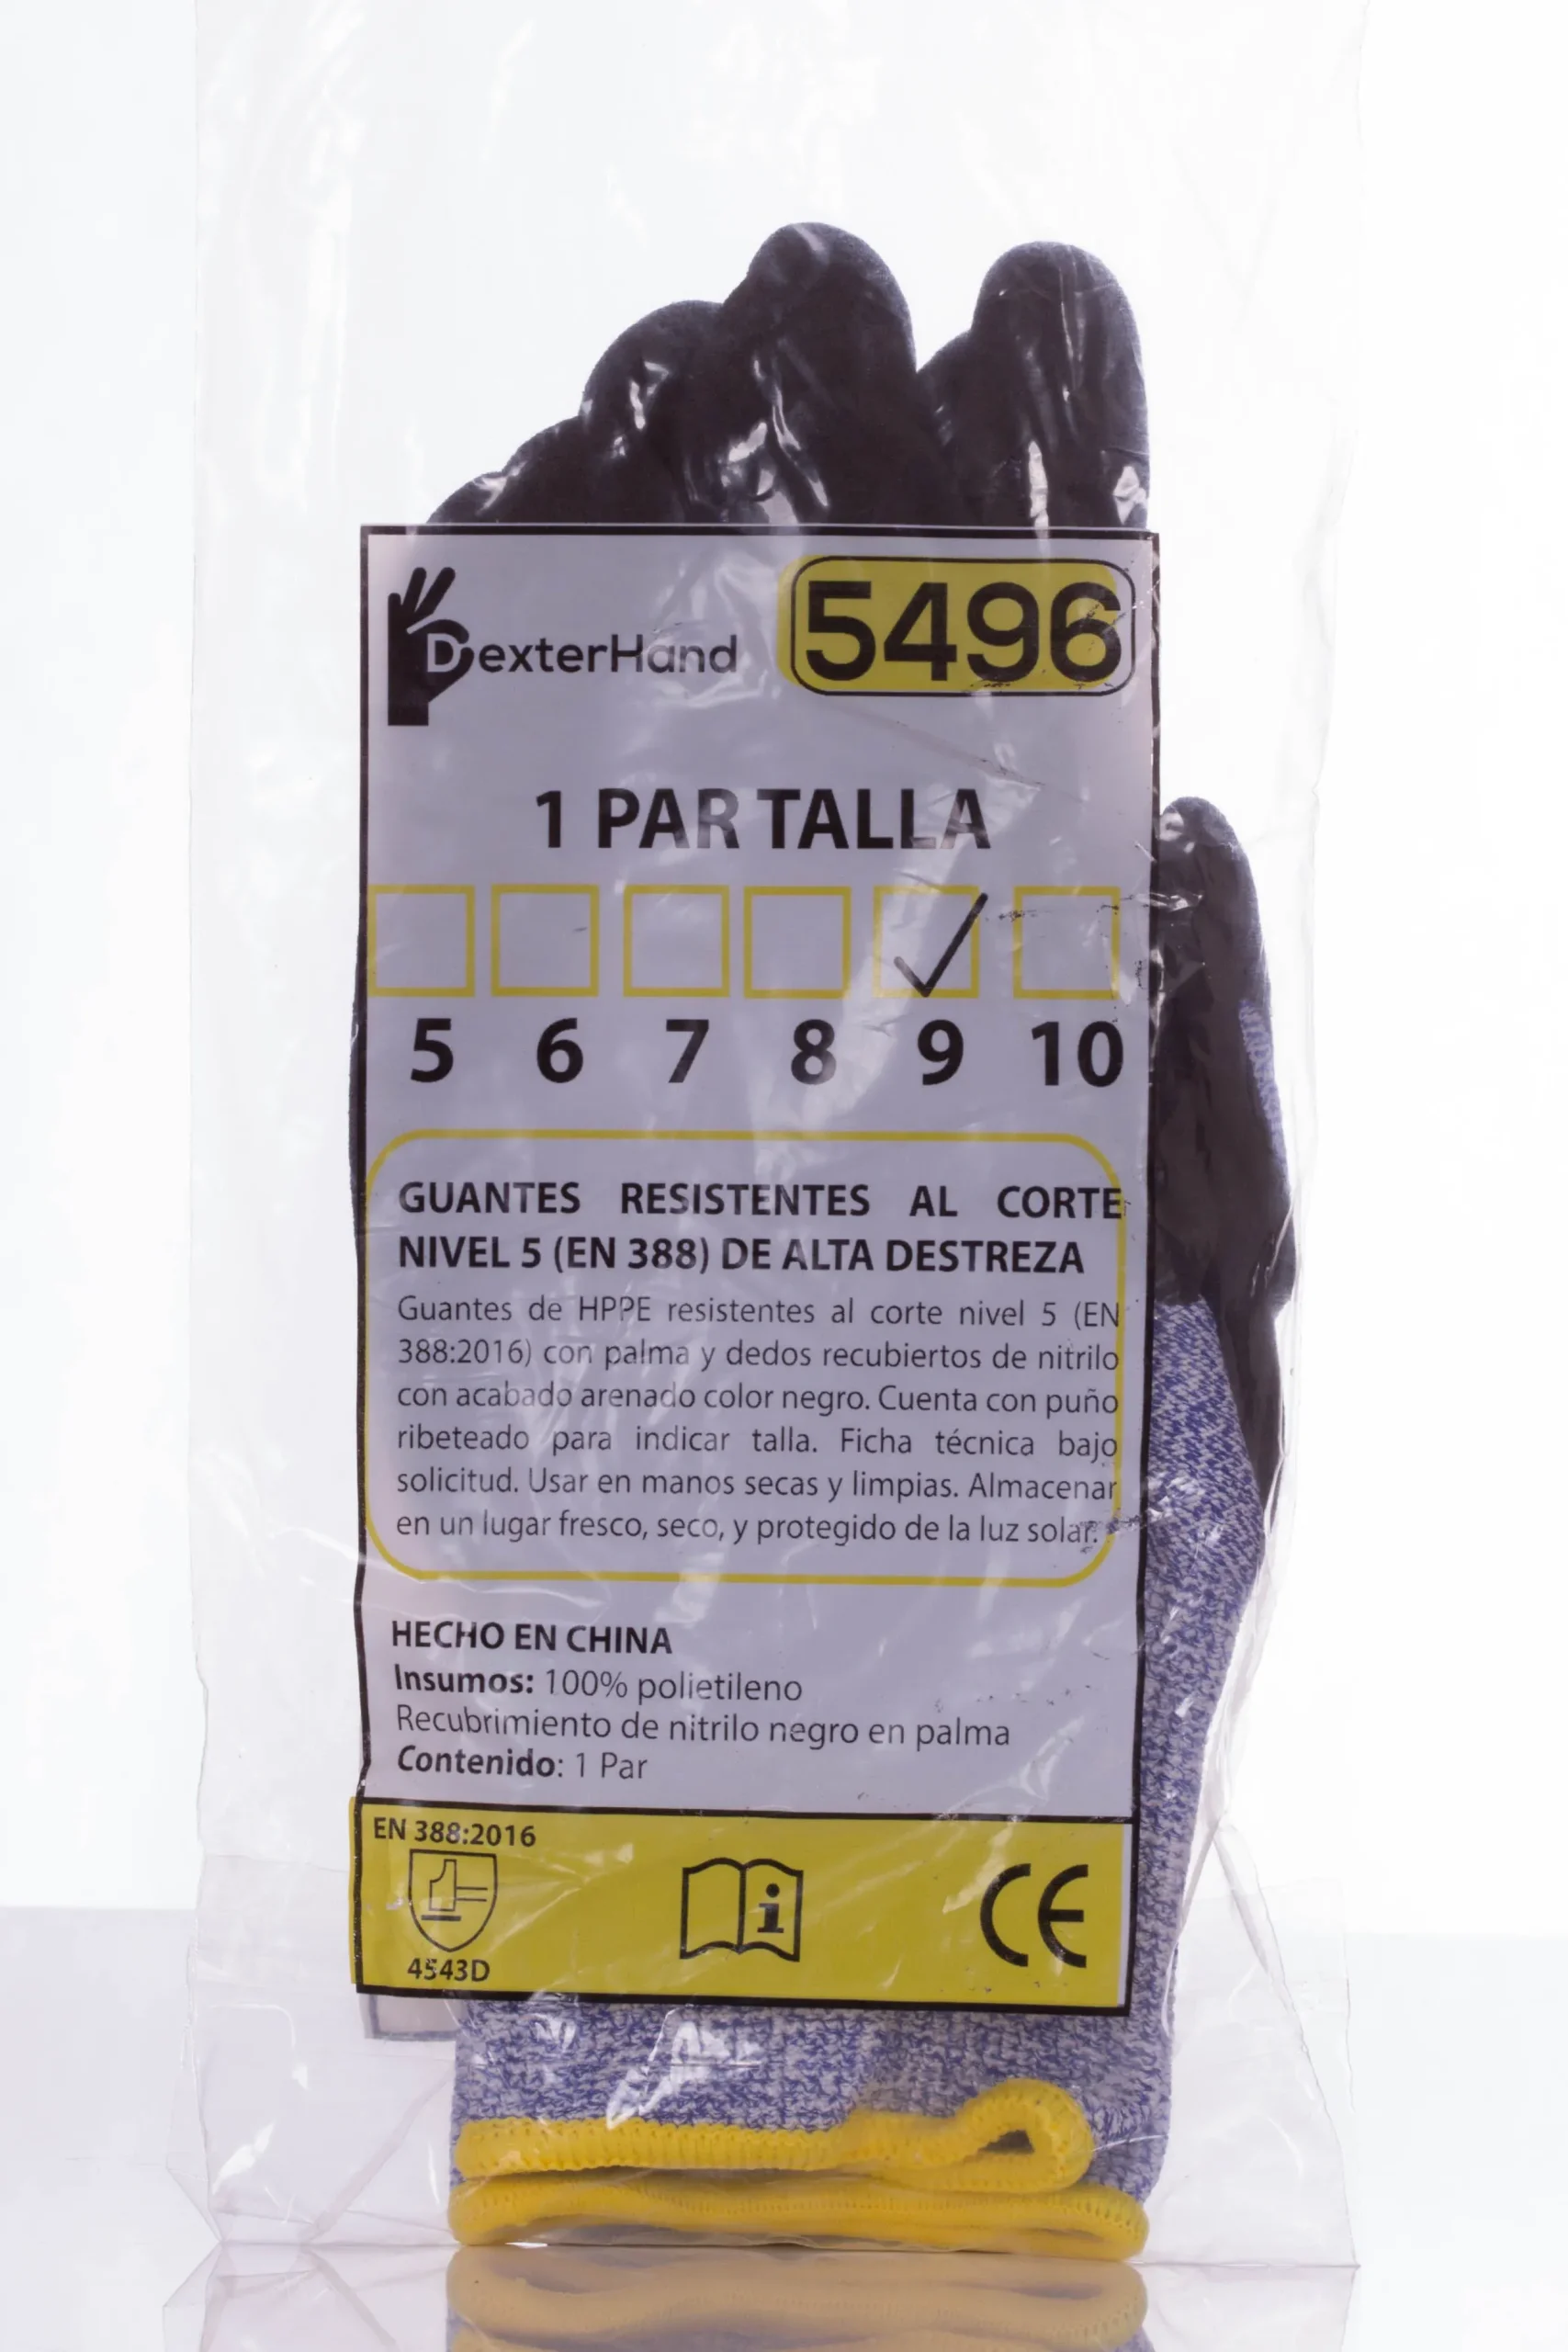 DexterHand
5496
1 PAR TALLA
5 6 7 8 9 10
GUANTES RESISTENTES AL CORTE
NIVEL 5 (EN 388) DE ALTA DESTREZA
Guantes de HPPE resistentes al corte nivel 5 (EN
388:2016) con palma y dedos recubiertos de nitrilo
con acabado arenado color negro. Cuenta con puño
ribeteado para indicar talla. Ficha técnica bajo
solicitud. Usar en manos secas y limpias. Almacenar
en un lugar fresco, seco, y protegido de la luz solar.
HECHO EN CHINA
Insumos: 100% polietileno
Recubrimiento de nitrilo negro en palma
Contenido: 1 Par
EN 388:2016
4543D
i
CE